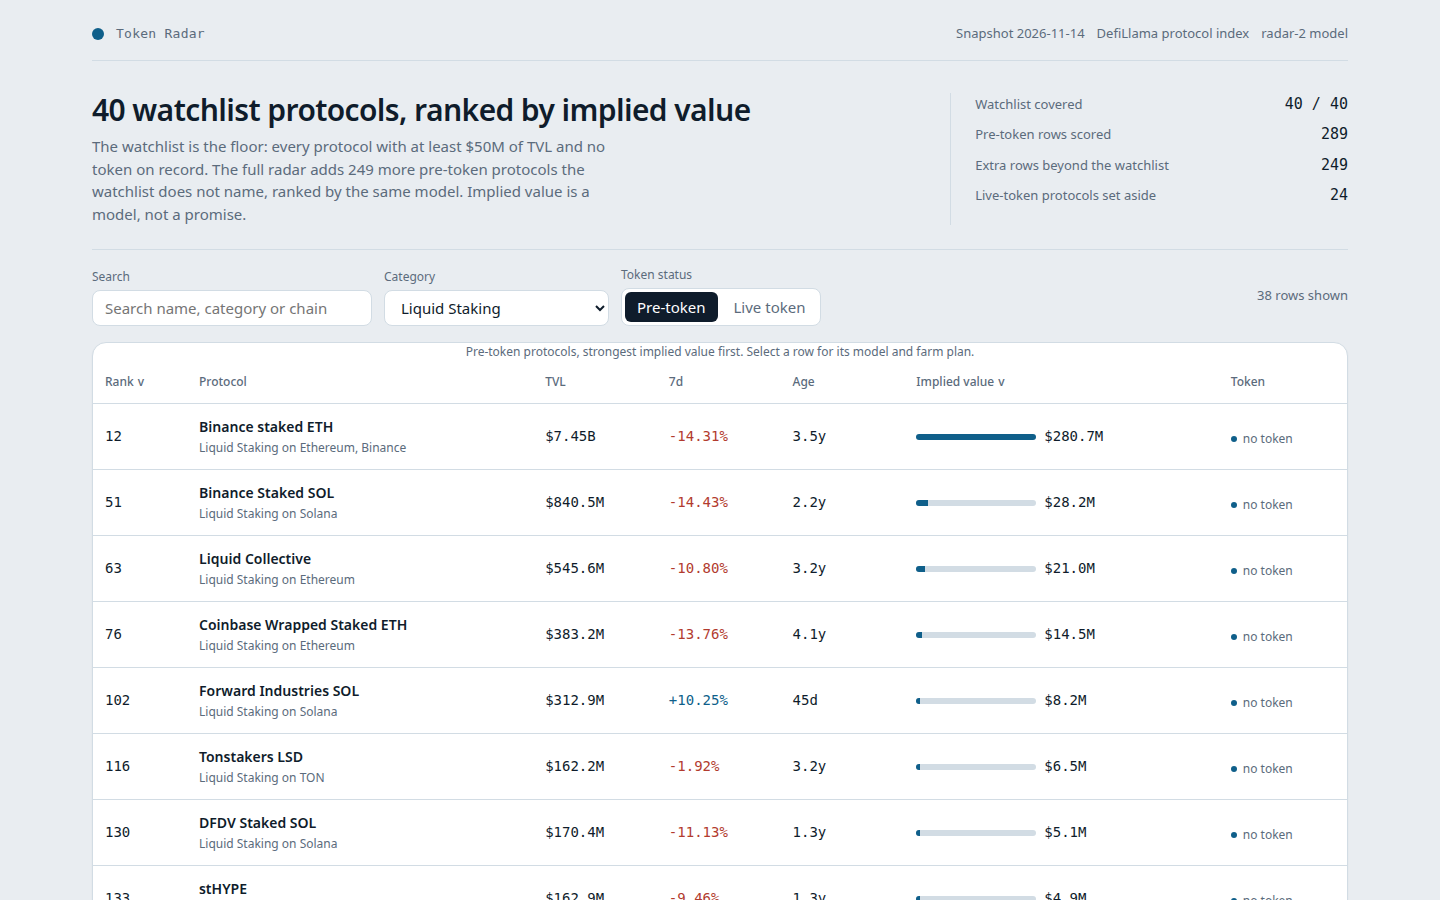 Token Radar
Snapshot 2026-11-14 DefiLlama protocol index radar-2 model
40 watchlist protocols, ranked by implied value
The watchlist is the floor: every protocol with at least $50M of TVL and no
token on record. The full radar adds 249 more pre-token protocols the
watchlist does not name, ranked by the same model. Implied value is a
model, not a promise.
Watchlist covered 40 / 40
Pre-token rows scored 289
Extra rows beyond the watchlist 249
Live-token protocols set aside 24
Search
Search name, category or chain
Category
Liquid Staking
Token status
Pre-token Live token
38 rows shown
Pre-token protocols, strongest implied value first. Select a row for its model and farm plan.
Rank v Protocol TVL 7d Age Implied value v Token
12 Binance staked ETH $7.45B -14.31% 3.5y $280.7M no token
Liquid Staking on Ethereum, Binance
51 Binance Staked SOL $840.5M -14.43% 2.2y $28.2M no token
Liquid Staking on Solana
63 Liquid Collective $545.6M -10.80% 3.2y $21.0M no token
Liquid Staking on Ethereum
76 Coinbase Wrapped Staked ETH $383.2M -13.76% 4.1y $14.5M no token
Liquid Staking on Ethereum
102 Forward Industries SOL $312.9M +10.25% 45d $8.2M no token
Liquid Staking on Solana
116 Tonstakers LSD $162.2M -1.92% 3.2y $6.5M no token
Liquid Staking on TON
130 DFDV Staked SOL $170.4M -11.13% 1.3y $5.1M no token
Liquid Staking on Solana
133 stHYPE $162.9M -9.46% 1.3y $4.9M no token